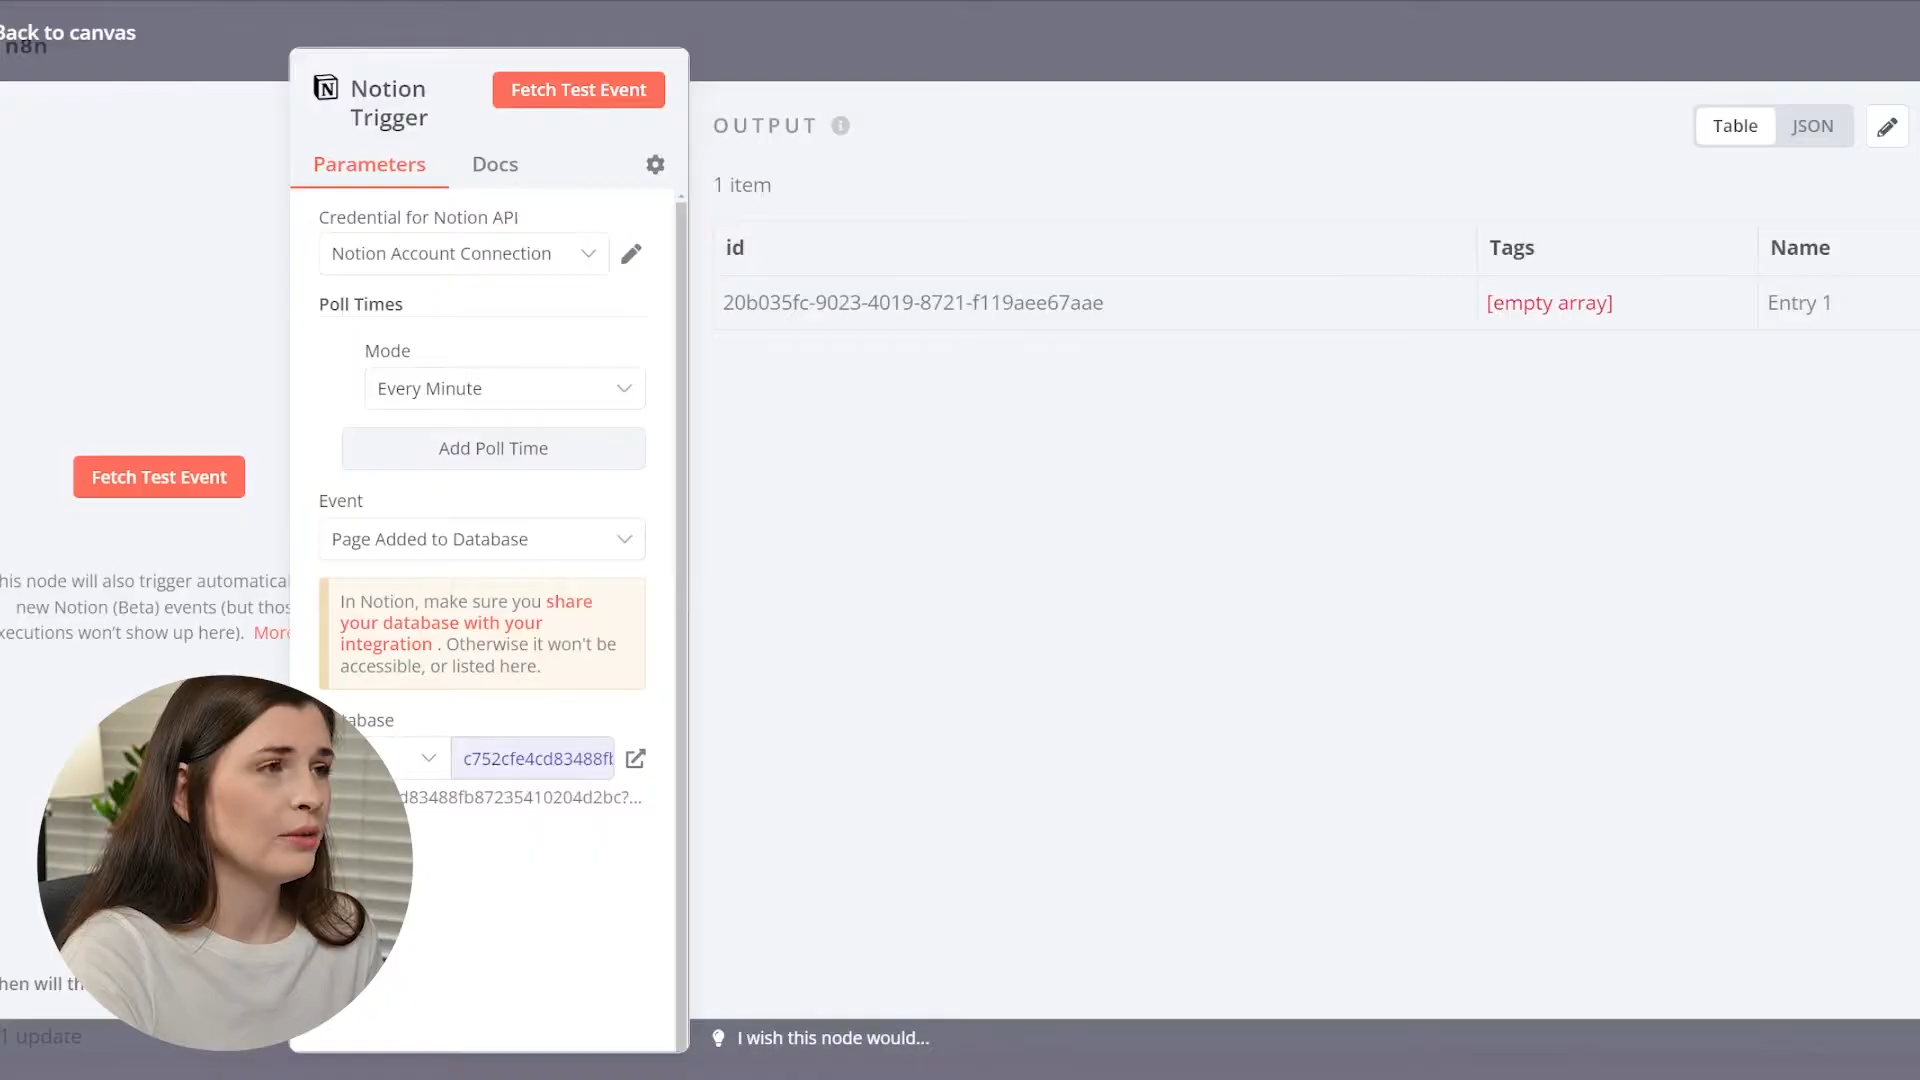 Back to canvas
n8n
Notion
Trigger
Fetch Test Event
Parameters
Docs
Credential for Notion API
Notion Account Connection
Poll Times
Mode
Every Minute
Add Poll Time
Event
Page Added to Database
In Notion, make sure you share
your database with your
integration . Otherwise it won't be
accessible, or listed here.
tabase
c752cfe4cd83488fb
d83488fb87235410204d2bc?...
Fetch Test Event
his node will also trigger automatica
new Notion (Beta) events (but thos
xecutions won't show up here). More
hen will th
1 update
OUTPUT
Table
JSON
1 item
id
Tags
Name
20b035fc-9023-4019-8721-f119aee67aae
[empty array]
Entry 1
I wish this node would...